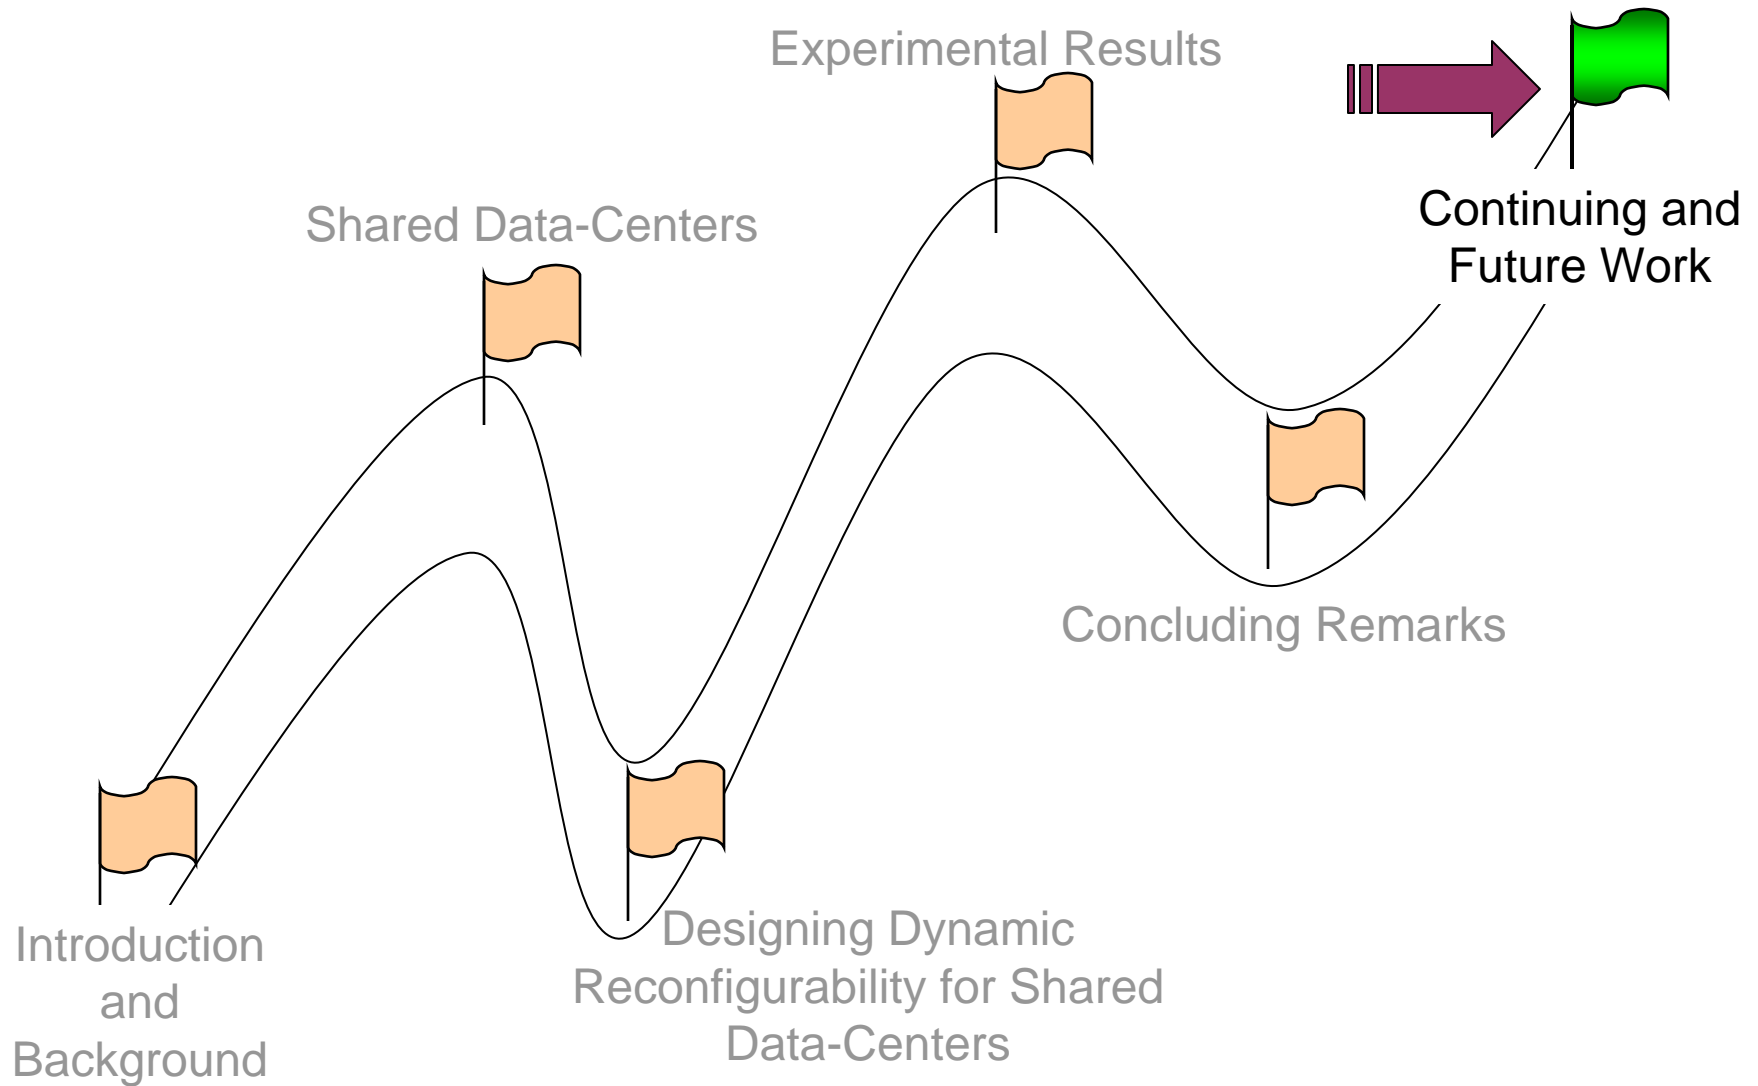 Experimental Results
Continuing and
Future Work
Shared Data-Centers
Concluding Remarks
Introduction
and
Background
Designing Dynamic
Reconfigurability for Shared
Data-Centers